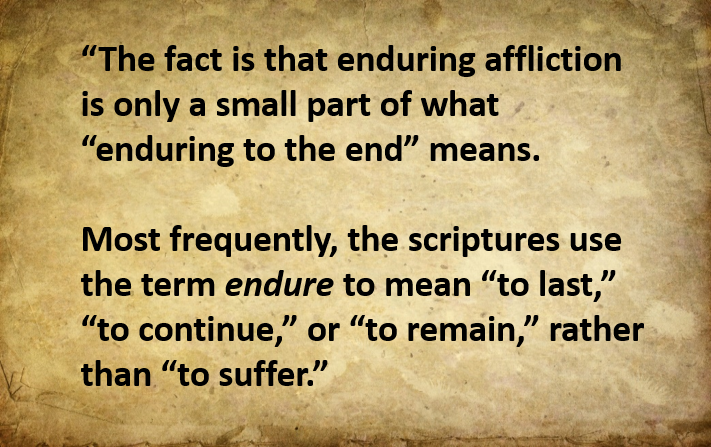 “The fact is that enduring affliction
is only a small part of what
“enduring to the end” means.
Most frequently, the scriptures use
the term endure to mean “to last,”
“to continue,” or “to remain,” rather
than “to suffer.”